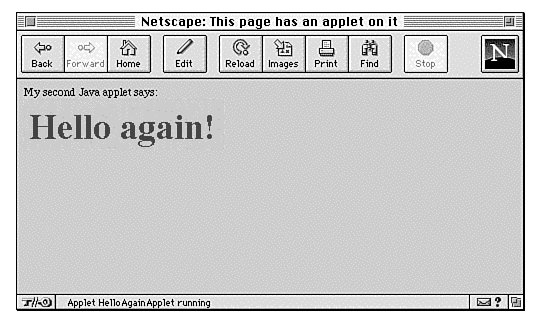 Netscape: This page has an applet on it
Back Forward Home Edit Reload Images Print Find Stop N
My second Java applet says:
Hello again!
Applet HelloAgainApplet running ?